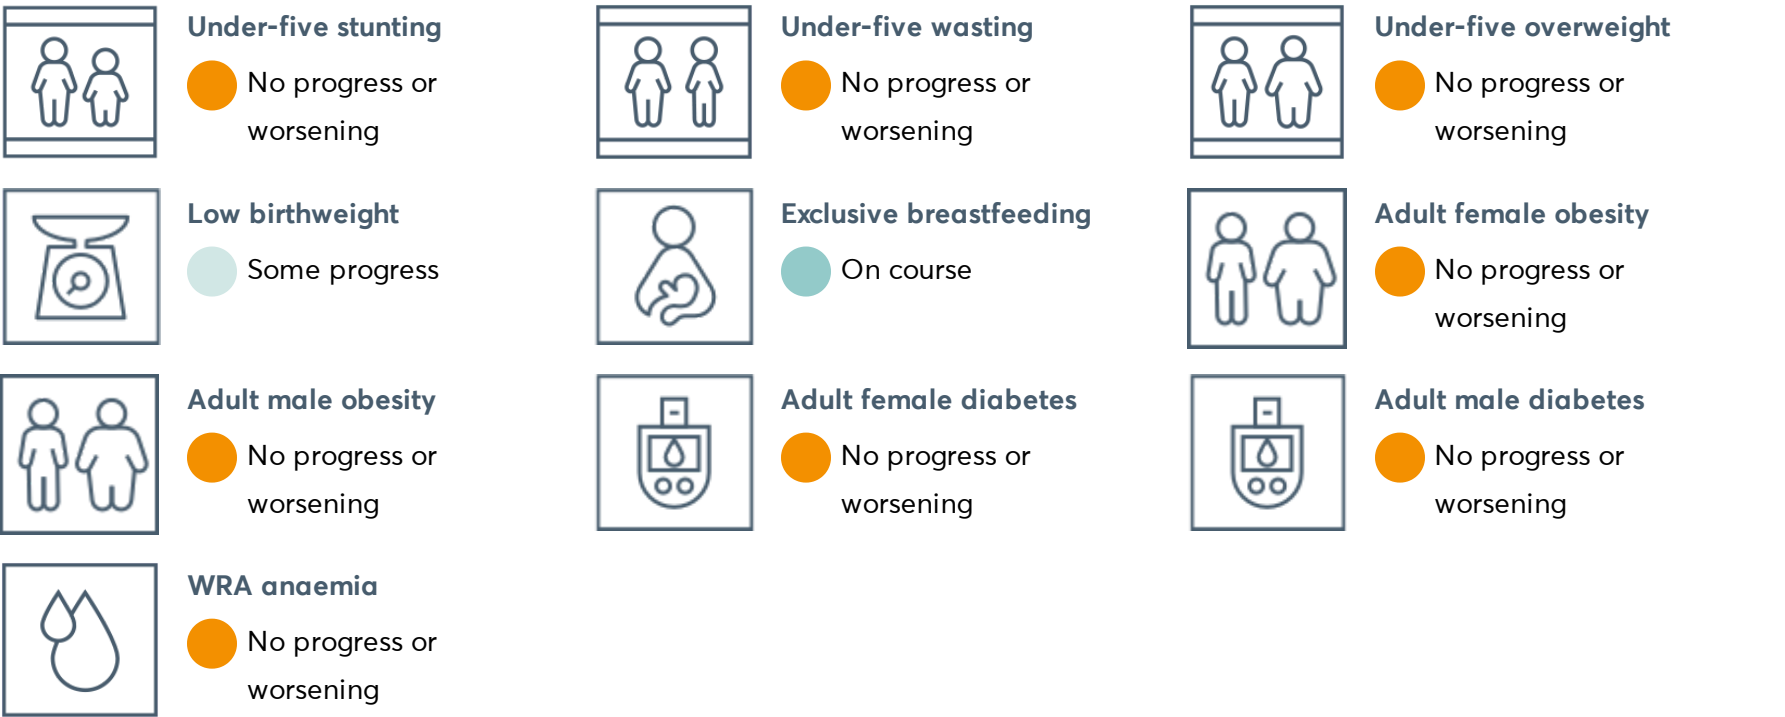 Under-five stunting
No progress or
worsening
Under-five wasting
No progress or
worsening
Under-five overweight
No progress or
worsening
Low birthweight
Some progress
Exclusive breastfeeding
On course
Adult female obesity
No progress or
worsening
Adult male obesity
No progress or
worsening
Adult female diabetes
No progress or
worsening
Adult male diabetes
No progress or
worsening
WRA anaemia
No progress or
worsening